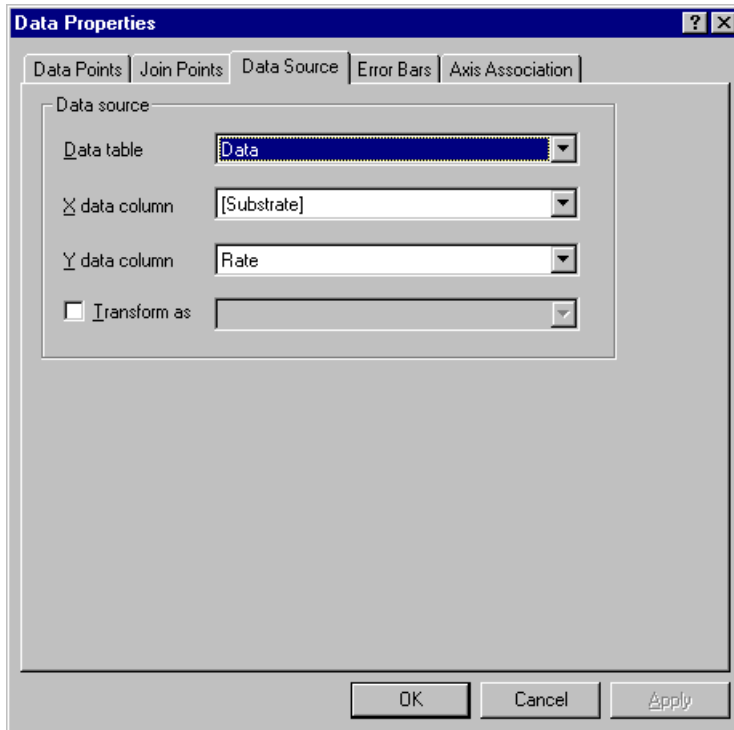 Data Properties
Data Points Join Points Data Source Error Bars Axis Association
Data source
Data table Data
X data column [Substrate]
Y data column Rate
Transform as
OK Cancel Apply